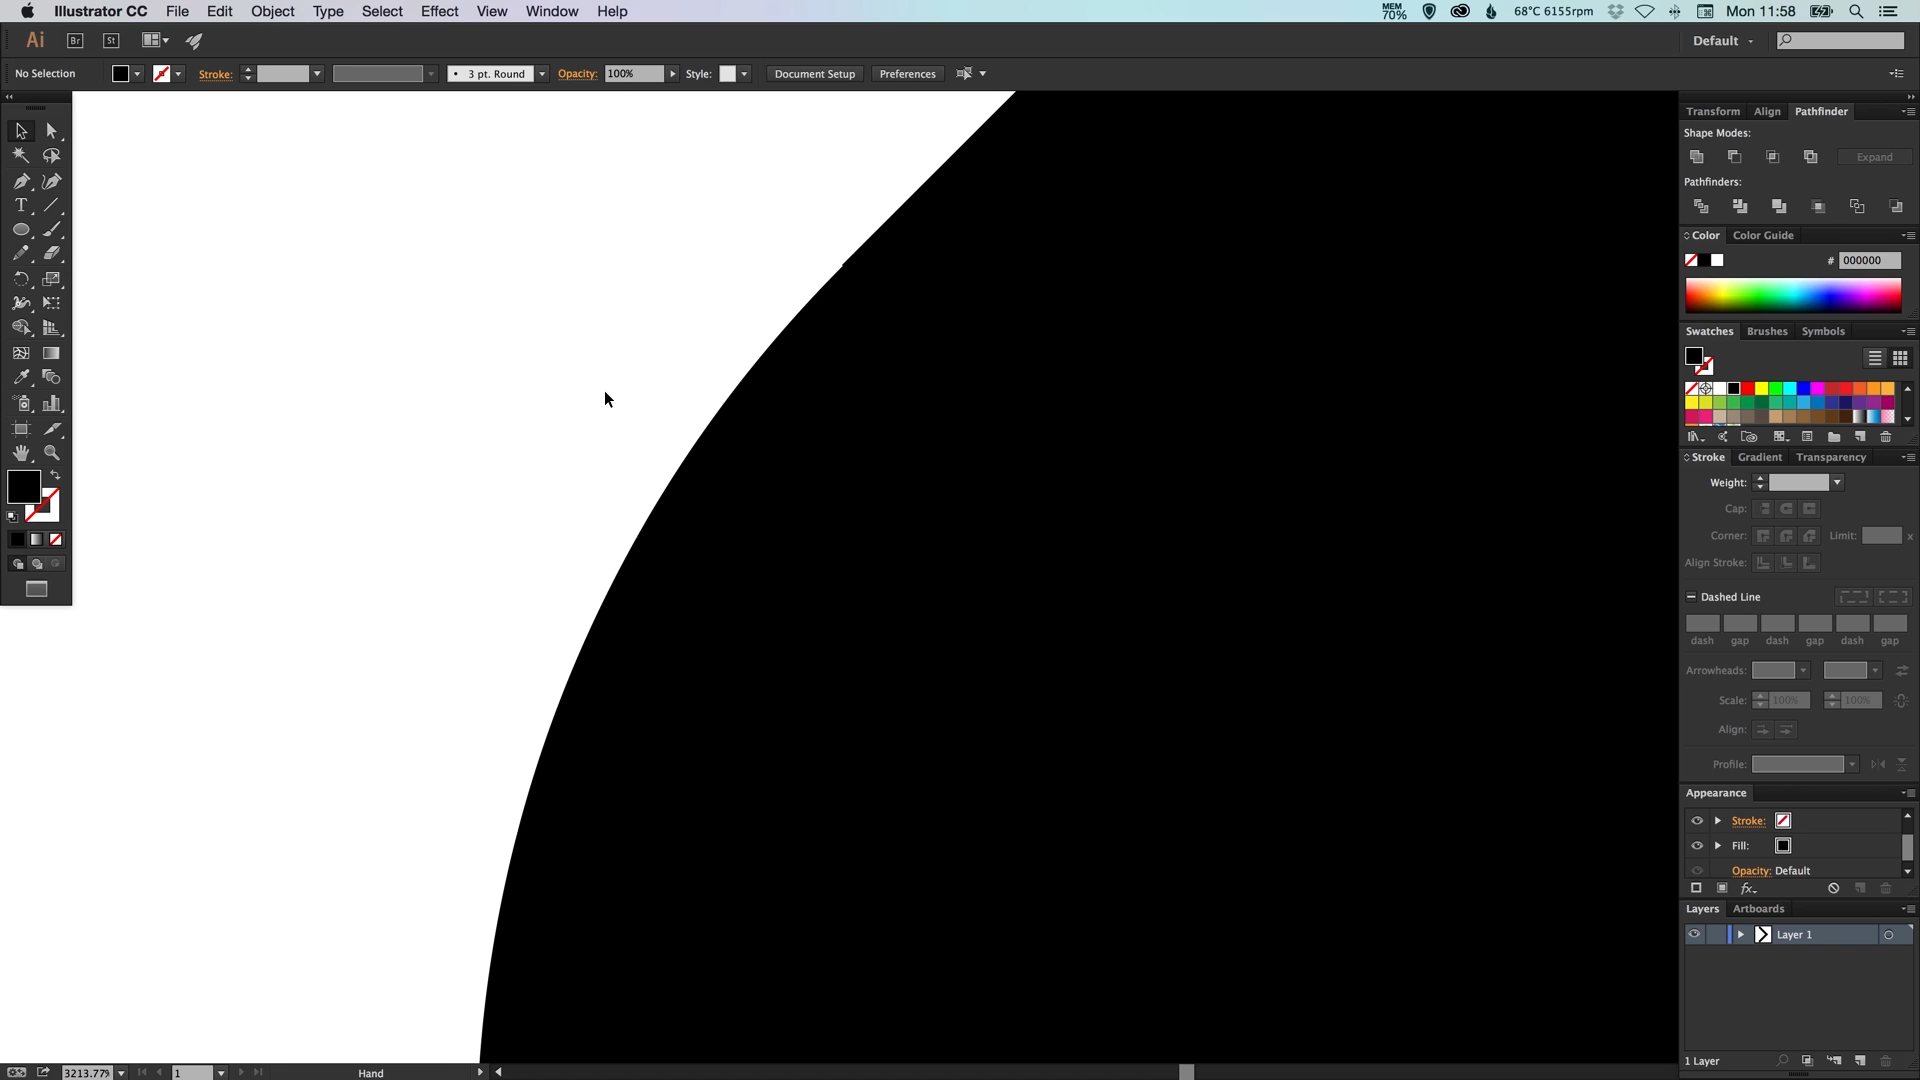 Illustrator CC File Edit Object Type Select Effect View Window Help
MEM 70% 68°C 6155rpm Mon 11:58
Ai Br St Default
No Selection Stroke: 3 pt. Round Opacity: 100% Style: Document Setup Preferences
Transform Align Pathfinder
Shape Modes:
Expand
Pathfinders:
Color Color Guide
# 000000
Swatches Brushes Symbols
Stroke Gradient Transparency
Weight:
Cap:
Corner: Limit: x
Align Stroke:
Dashed Line
dash gap dash gap dash gap
Arrowheads:
Scale: 100% 100%
Align:
Profile:
Appearance
Stroke:
Fill:
Opacity: Default
fx
Layers Artboards
Layer 1
1 Layer
3213.77% 1 Hand